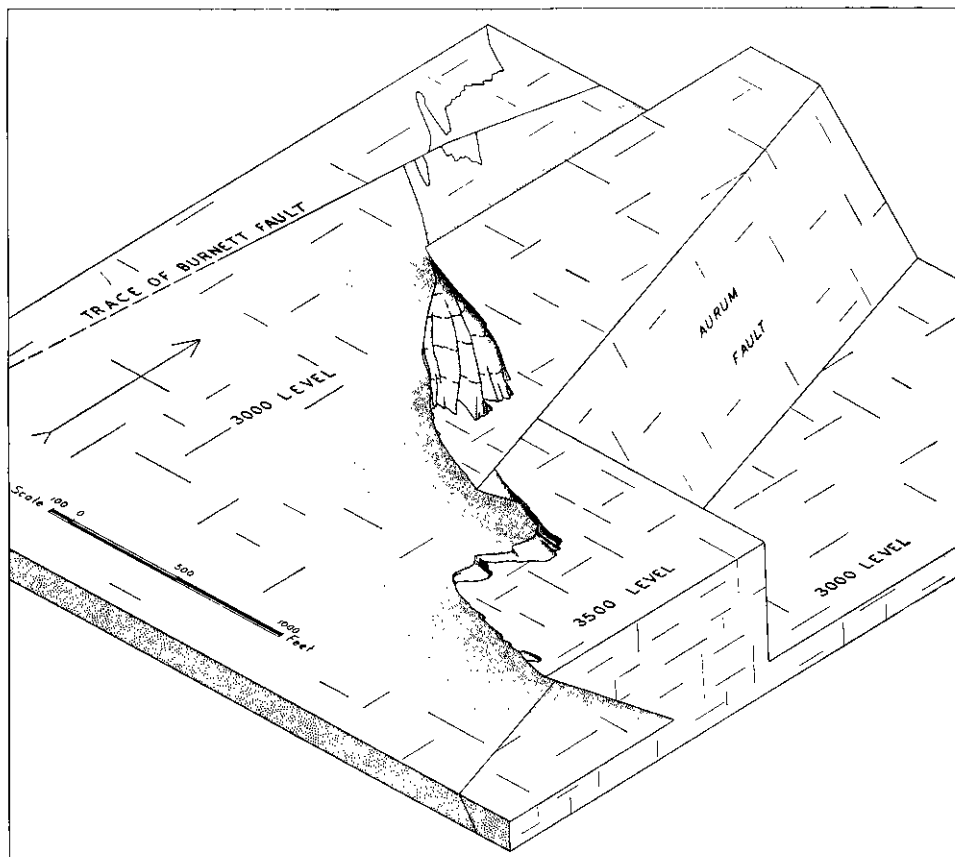 TRACE OF BURNETT FAULT
AURUM
FAULT
3000 LEVEL
Scale
100
0
500
1000
Feet
3500 LEVEL
3000 LEVEL